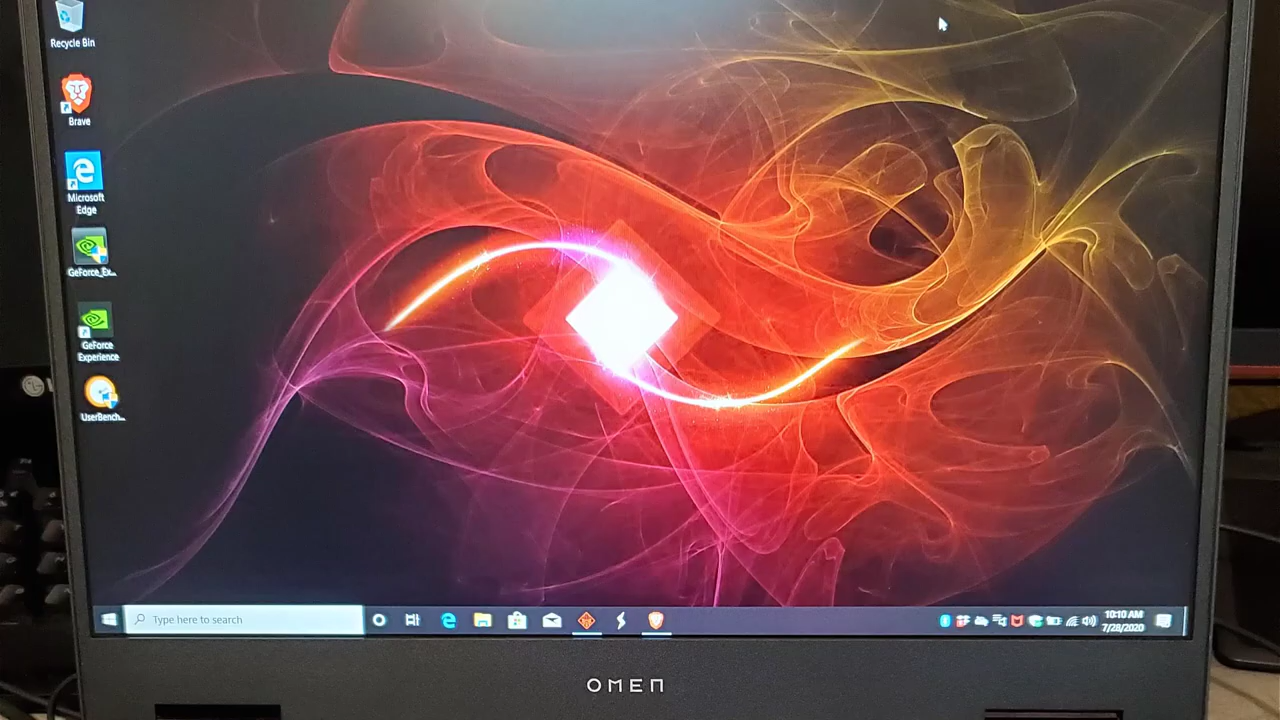 Recycle Bin
Brave
Microsoft
Edge
GeForce_Ex...
GeForce
Experience
UserBench...
Type here to search
10:10 AM
7/28/2020
OMEN